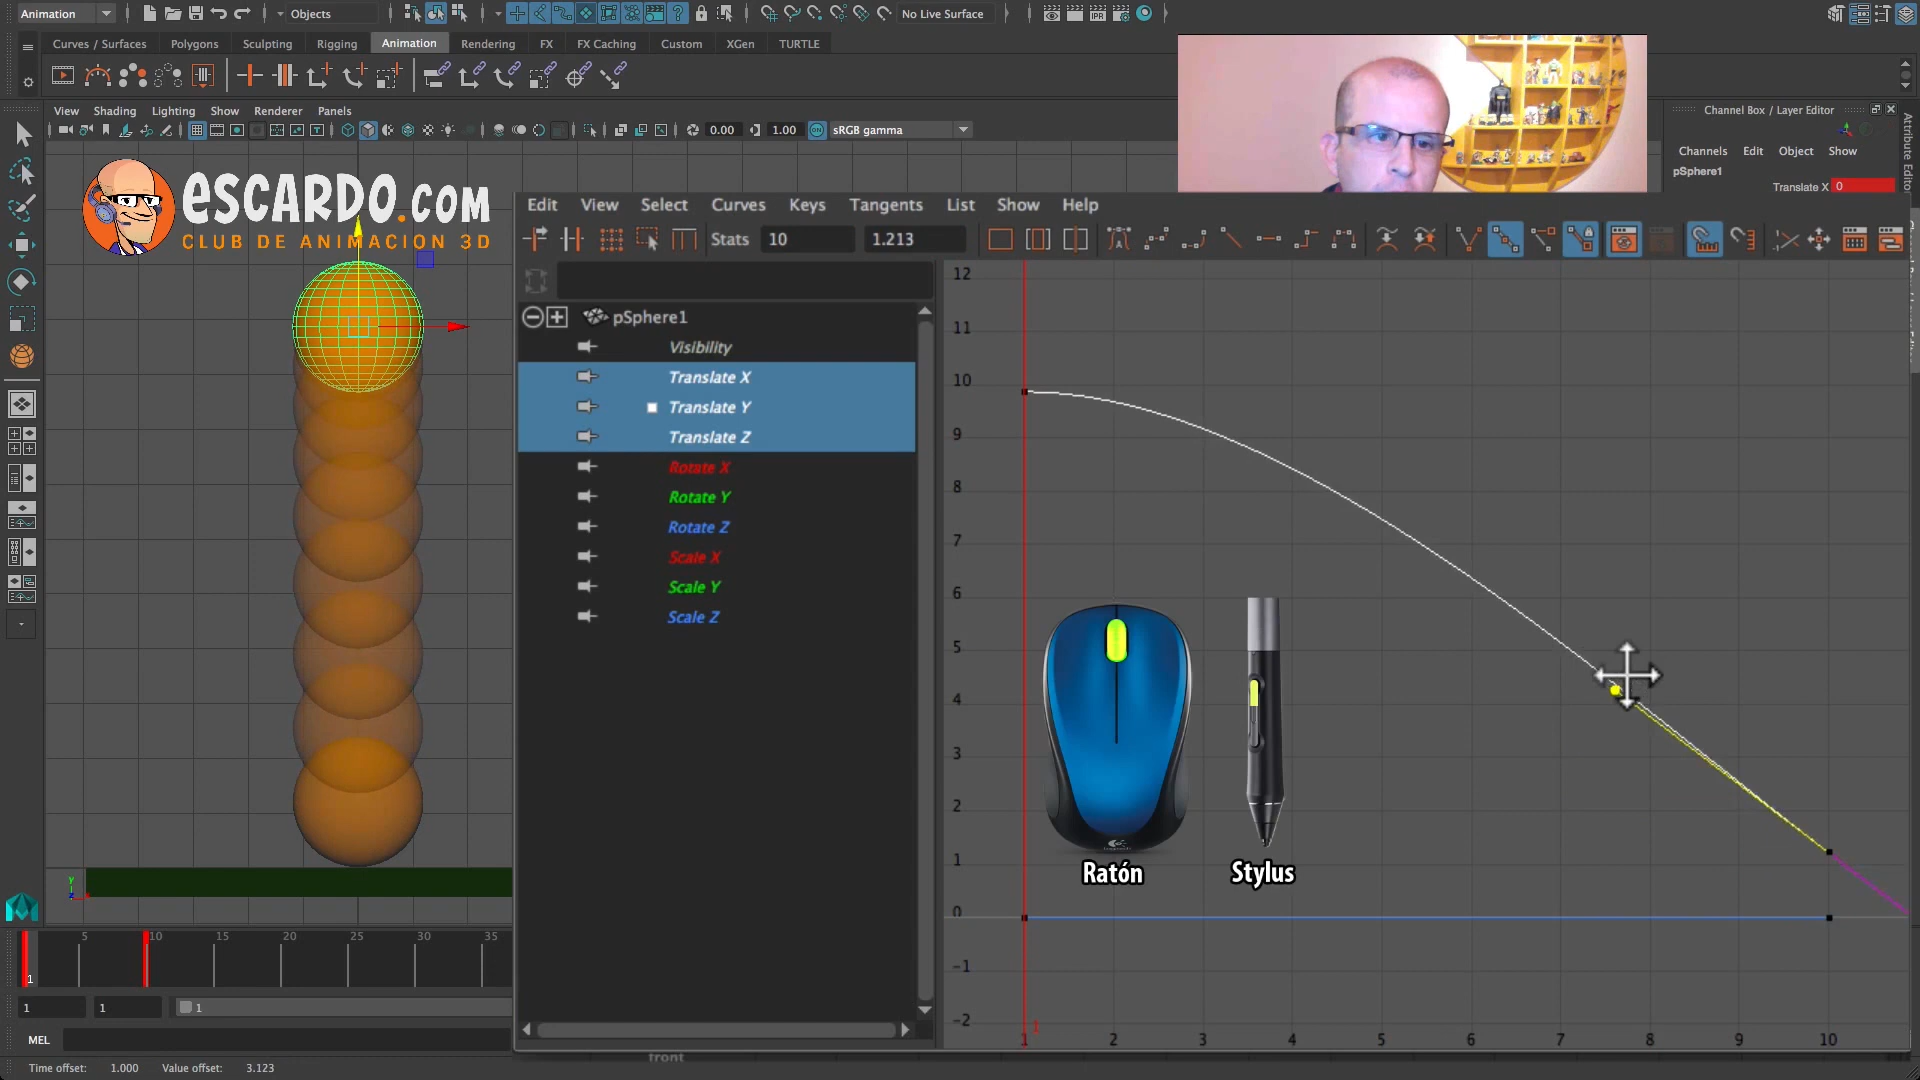 Animation
Objects
No Live Surface
IPR
Curves / Surfaces
Polygons
Sculpting
Rigging
Animation
Rendering
FX
FX Caching
Custom
XGen
TURTLE
View
Shading
Lighting
Show
Renderer
Panels
0.00
1.00
sRGB gamma
Channel Box / Layer Editor
Channels
Edit
Object
Show
pSphere1
Translate X
0
escardo.com
CLUB DE ANIMACION 3D
Edit
View
Select
Curves
Keys
Tangents
List
Show
Help
Stats
10
1.213
pSphere1
Visibility
Translate X
Translate Y
Translate Z
Rotate X
Rotate Y
Rotate Z
Scale X
Scale Y
Scale Z
12
11
10
9
8
7
6
5
4
3
2
1
0
-1
-2
1
1
2
3
4
5
6
7
8
9
10
Ratón
Stylus
Y
5
10
15
20
25
30
35
1
1
1
1
MEL
front
Time offset: 1.000 Value offset: 3.123